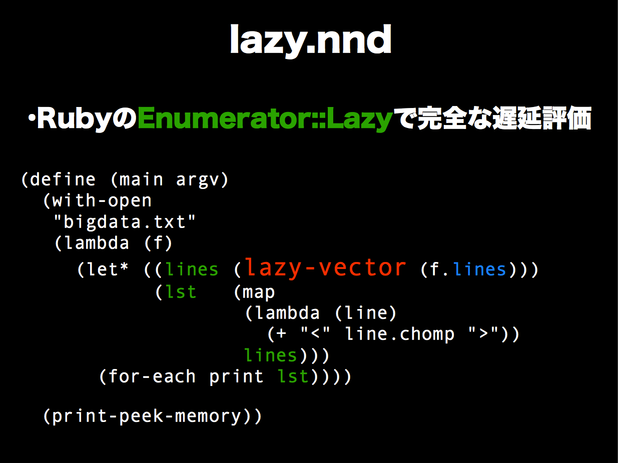 lazy.nnd
•RubyのEnumerator::Lazyで完全な遅延評価
(define (main argv)
(with-open
"bigdata.txt"
(lambda (f)
(let* ((lines (lazy-vector (f.lines)))
(lst (map
(lambda (line)
(+ "<" line.chomp ">"))
lines)))
(for-each print lst))))
(print-peek-memory))